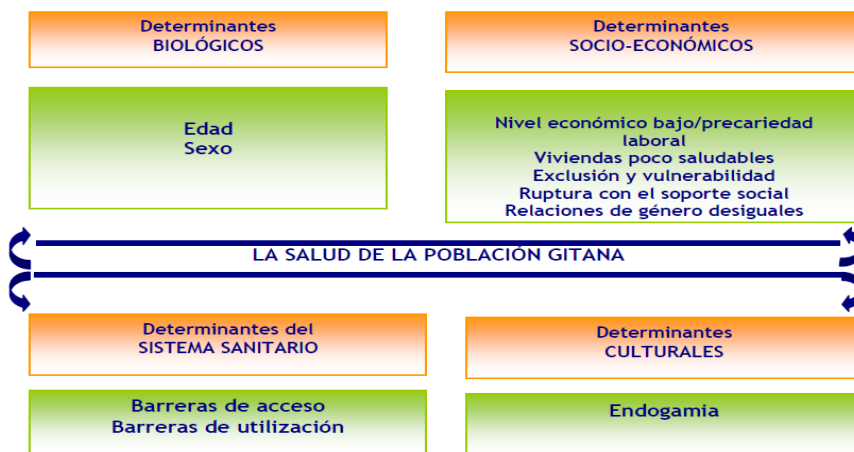 Determinantes
BIOLÓGICOS
Edad
Sexo
Determinantes
SOCIO-ECONÓMICOS
Nivel económico bajo/precariedad
laboral
Viviendas poco saludables
Exclusión y vulnerabilidad
Ruptura con el soporte social
Relaciones de género desiguales
LA SALUD DE LA POBLACIÓN GITANA
Determinantes del
SISTEMA SANITARIO
Barreras de acceso
Barreras de utilización
Determinantes
CULTURALES
Endogamia